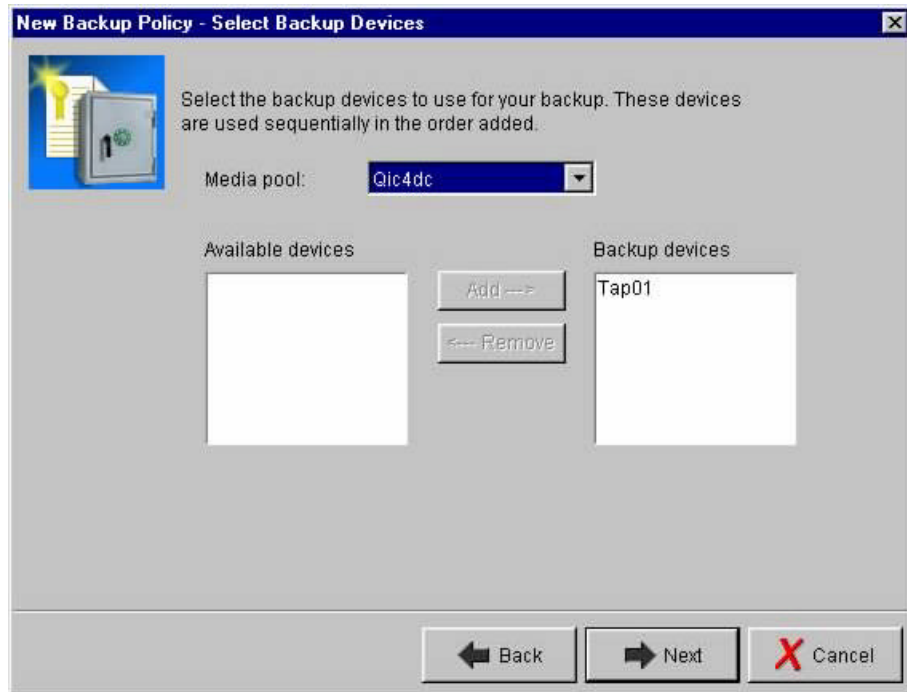 New Backup Policy - Select Backup Devices
Select the backup devices to use for your backup. These devices
are used sequentially in the order added.
Media pool: Qic4dc
Available devices
Add --->
<--- Remove
Backup devices
Tap01
Back
Next
Cancel